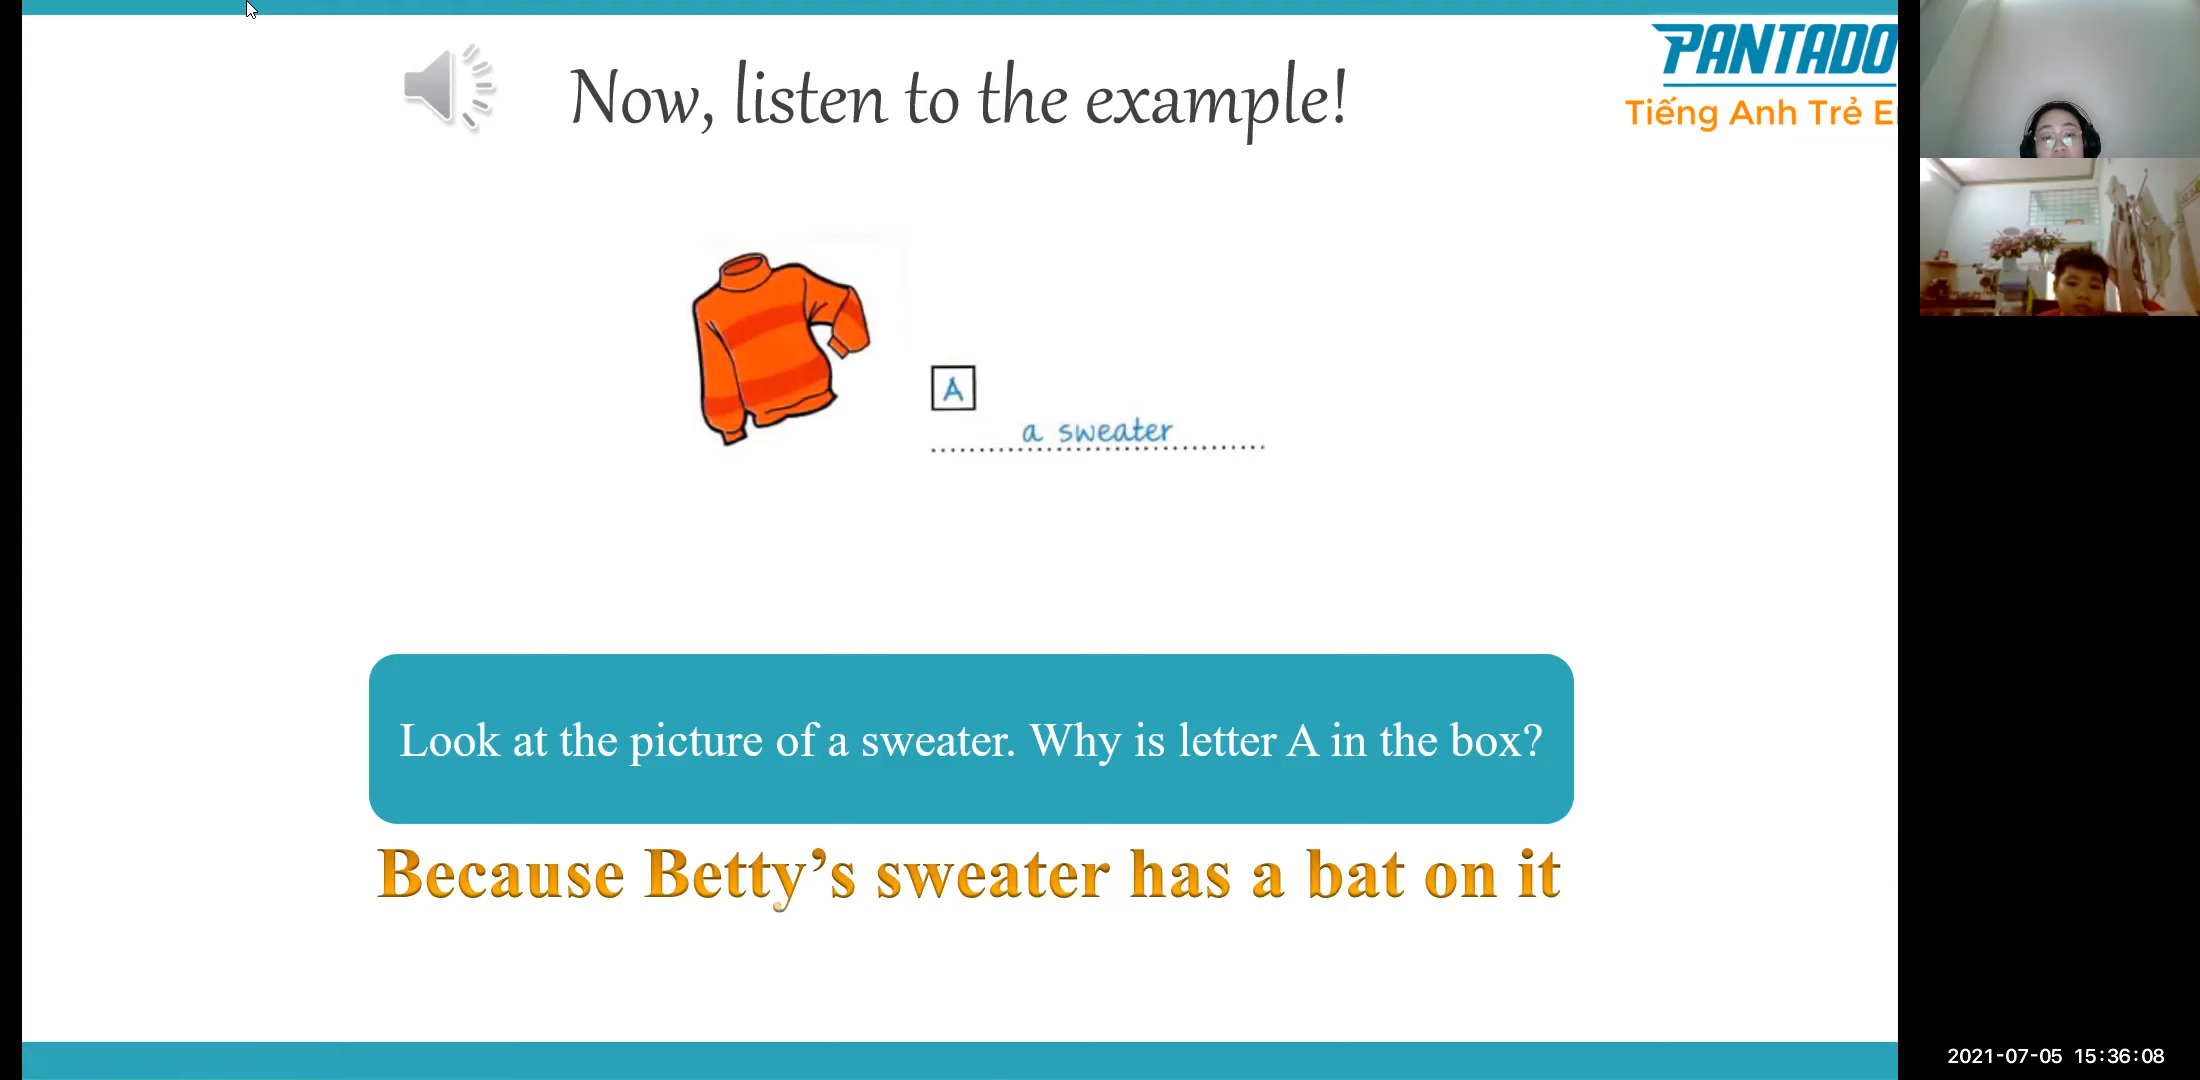 Now, listen to the example!
PANTADO
Tiếng Anh Trẻ E
A
a sweater
Look at the picture of a sweater. Why is letter A in the box?
Because Betty’s sweater has a bat on it
2021-07-05 15:36:08